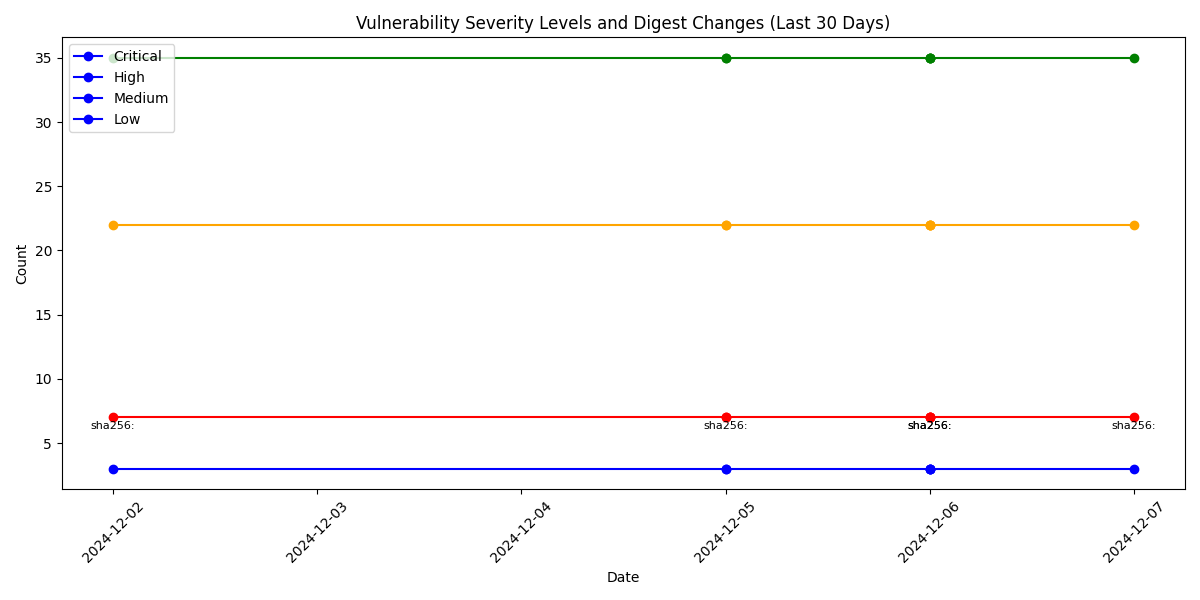 Vulnerability Severity Levels and Digest Changes (Last 30 Days)
Critical
High
Medium
Low
35
30
25
20
15
10
5
Count
sha256:
sha256:
sha256:
sha256:
2024-12-02
2024-12-03
2024-12-04
2024-12-05
2024-12-06
2024-12-07
Date